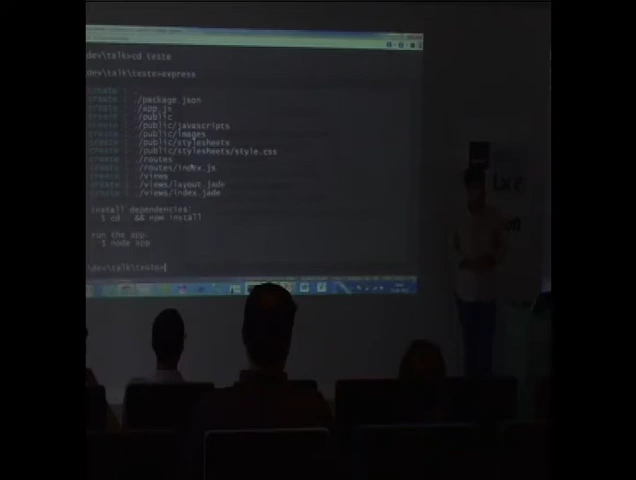 dev\talk>cd teste
dev\talk\teste>express
create : .
create : ./package.json
create : ./app.js
create : ./public
create : ./public/javascripts
create : ./public/images
create : ./public/stylesheets
create : ./public/stylesheets/style.css
create : ./routes
create : ./routes/index.js
create : ./views
create : ./views/layout.jade
create : ./views/index.jade
install dependencies:
$ cd . && npm install
run the app:
$ node app
\dev\talk\teste>